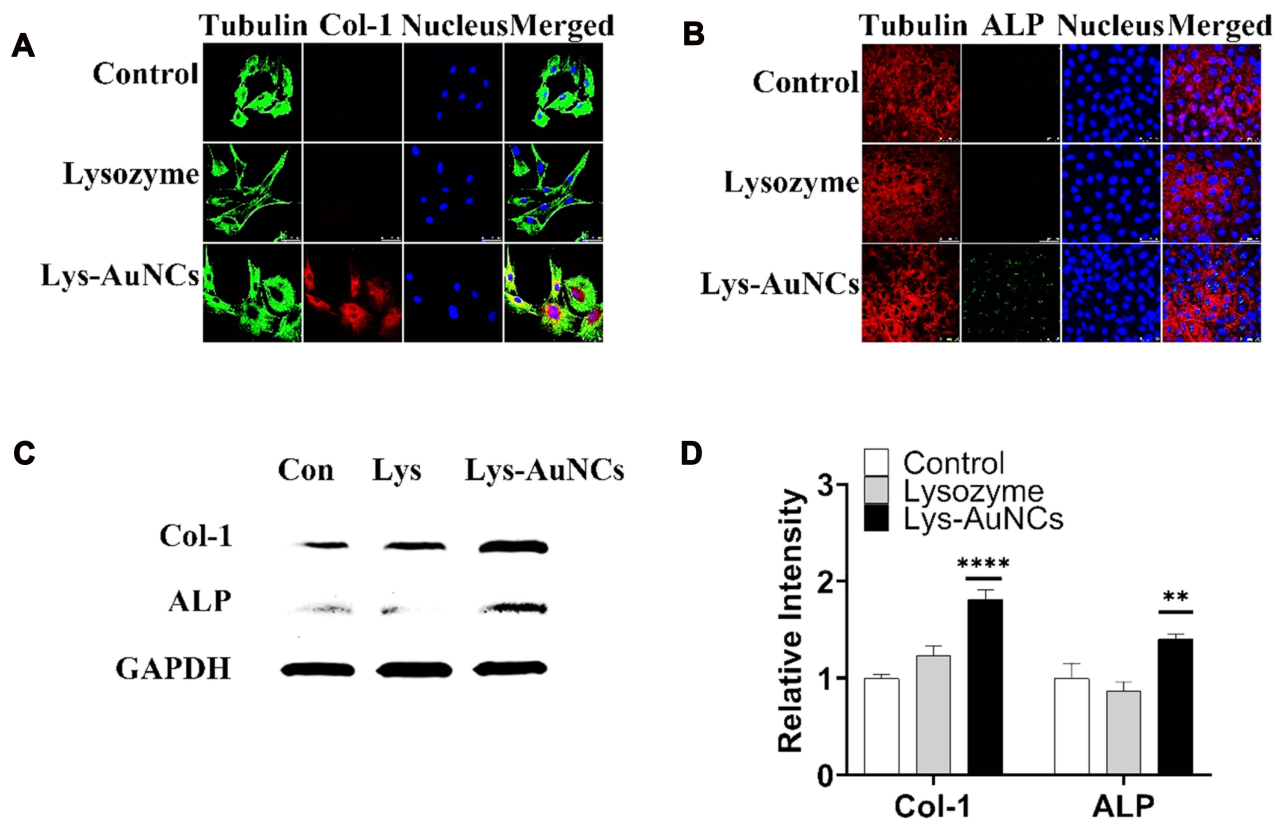 A
Tubulin Col-1 Nucleus Merged
Control
Lysozyme
Lys-AuNCs
B
Tubulin ALP Nucleus Merged
Control
Lysozyme
Lys-AuNCs
C
Con Lys Lys-AuNCs
Col-1
ALP
GAPDH
D
Control
Lysozyme
Lys-AuNCs
Relative Intensity
3
2
1
0
****
**
Col-1 ALP